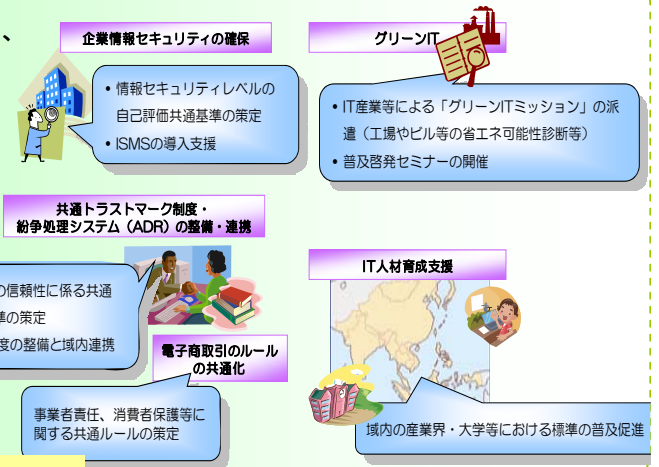 、
企業情報セキュリティの確保
• 情報セキュリティレベルの
自己評価共通基準の策定
• ISMSの導入支援
グリーンIT
• IT産業等による「グリーンITミッション」の派
遣（工場やビル等の省エネ可能性診断等）
• 普及啓発セミナーの開催
共通トラストマーク制度・
紛争処理システム（ADR）の整備・連携
の信頼性に係る共通
準の策定
度の整備と域内連携
電子商取引のルール
の共通化
事業者責任、消費者保護等に
関する共通ルールの策定
IT人材育成支援
域内の産業界・大学等における標準の普及促進